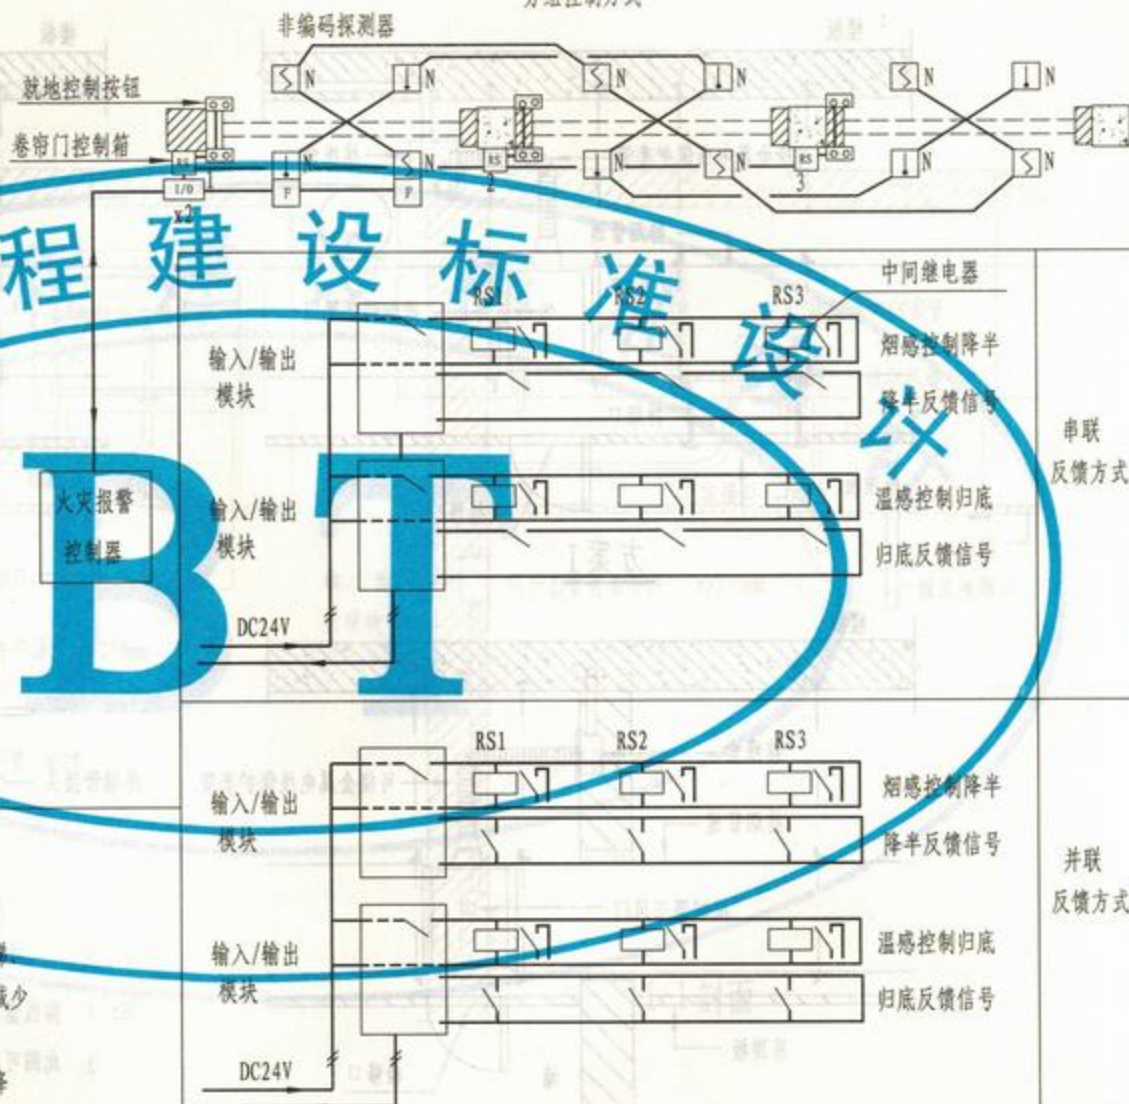 非编码探测器
N N N N N N
就地控制按钮
卷帘门控制箱
RS N N RS N N RS N N
1 2 3
I/O F F
x2
程建设标准设计
中间继电器
RS1 RS2 RS3
输入/输出
模块
烟感控制降半
降半反馈信号
串联
反馈方式
BT
火灾报警
控制器
输入/输出
模块
温感控制归底
归底反馈信号
DC24V
RS1 RS2 RS3
输入/输出
模块
烟感控制降半
降半反馈信号
并联
反馈方式
输入/输出
模块
温感控制归底
归底反馈信号
减少
DC24V